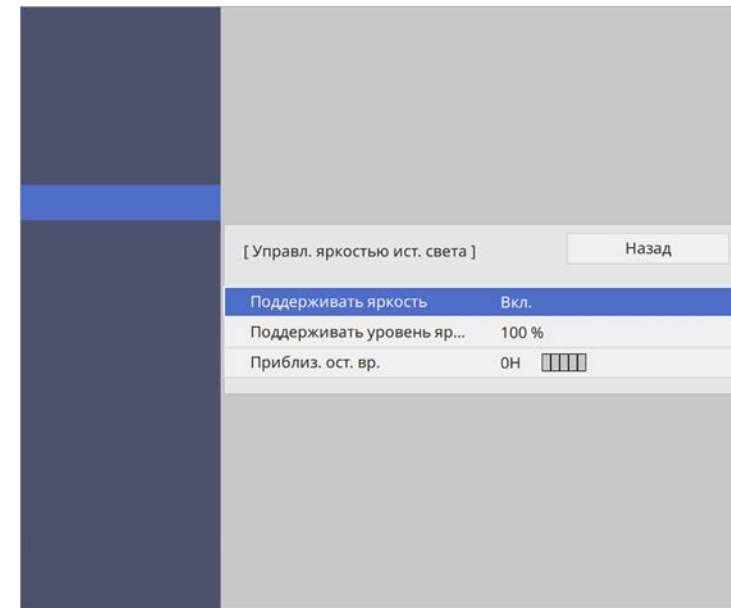 [ Управл. яркостью ист. света ] Назад
Поддерживать яркость Вкл.
Поддерживать уровень яр... 100 %
Приблиз. ост. вр. 0H